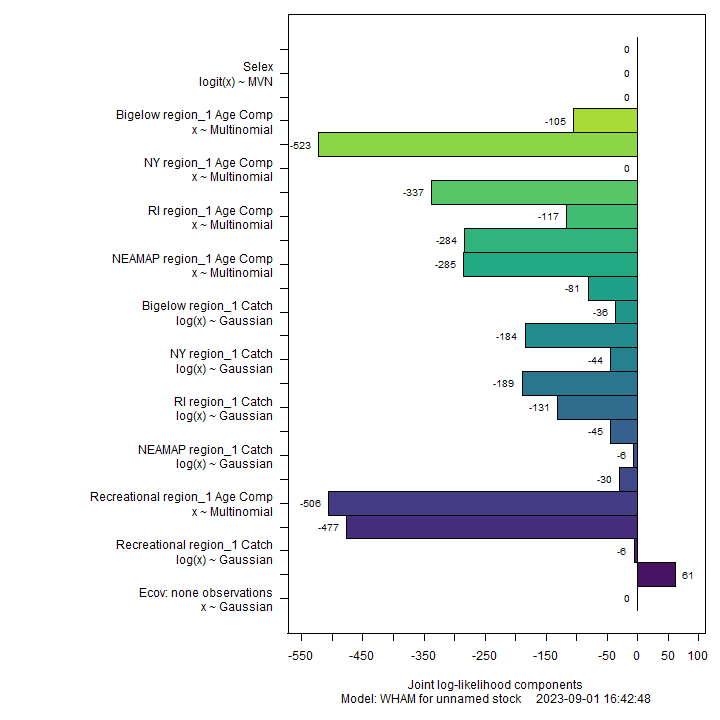 0
Selex
logit(x) ~ MVN
0
0
Bigelow region_1 Age Comp
x ~ Multinomial
-105
-523
NY region_1 Age Comp
x ~ Multinomial
0
-337
RI region_1 Age Comp
x ~ Multinomial
-117
-284
NEAMAP region_1 Age Comp
x ~ Multinomial
-285
-81
Bigelow region_1 Catch
log(x) ~ Gaussian
-36
-184
NY region_1 Catch
log(x) ~ Gaussian
-44
-189
RI region_1 Catch
log(x) ~ Gaussian
-131
-45
NEAMAP region_1 Catch
log(x) ~ Gaussian
-6
-30
Recreational region_1 Age Comp
x ~ Multinomial
-506
-477
Recreational region_1 Catch
log(x) ~ Gaussian
-6
61
Ecov: none observations
x ~ Gaussian
0
-550 -450 -350 -250 -150 -50 0 50 100
Joint log-likelihood components
Model: WHAM for unnamed stock 2023-09-01 16:42:48